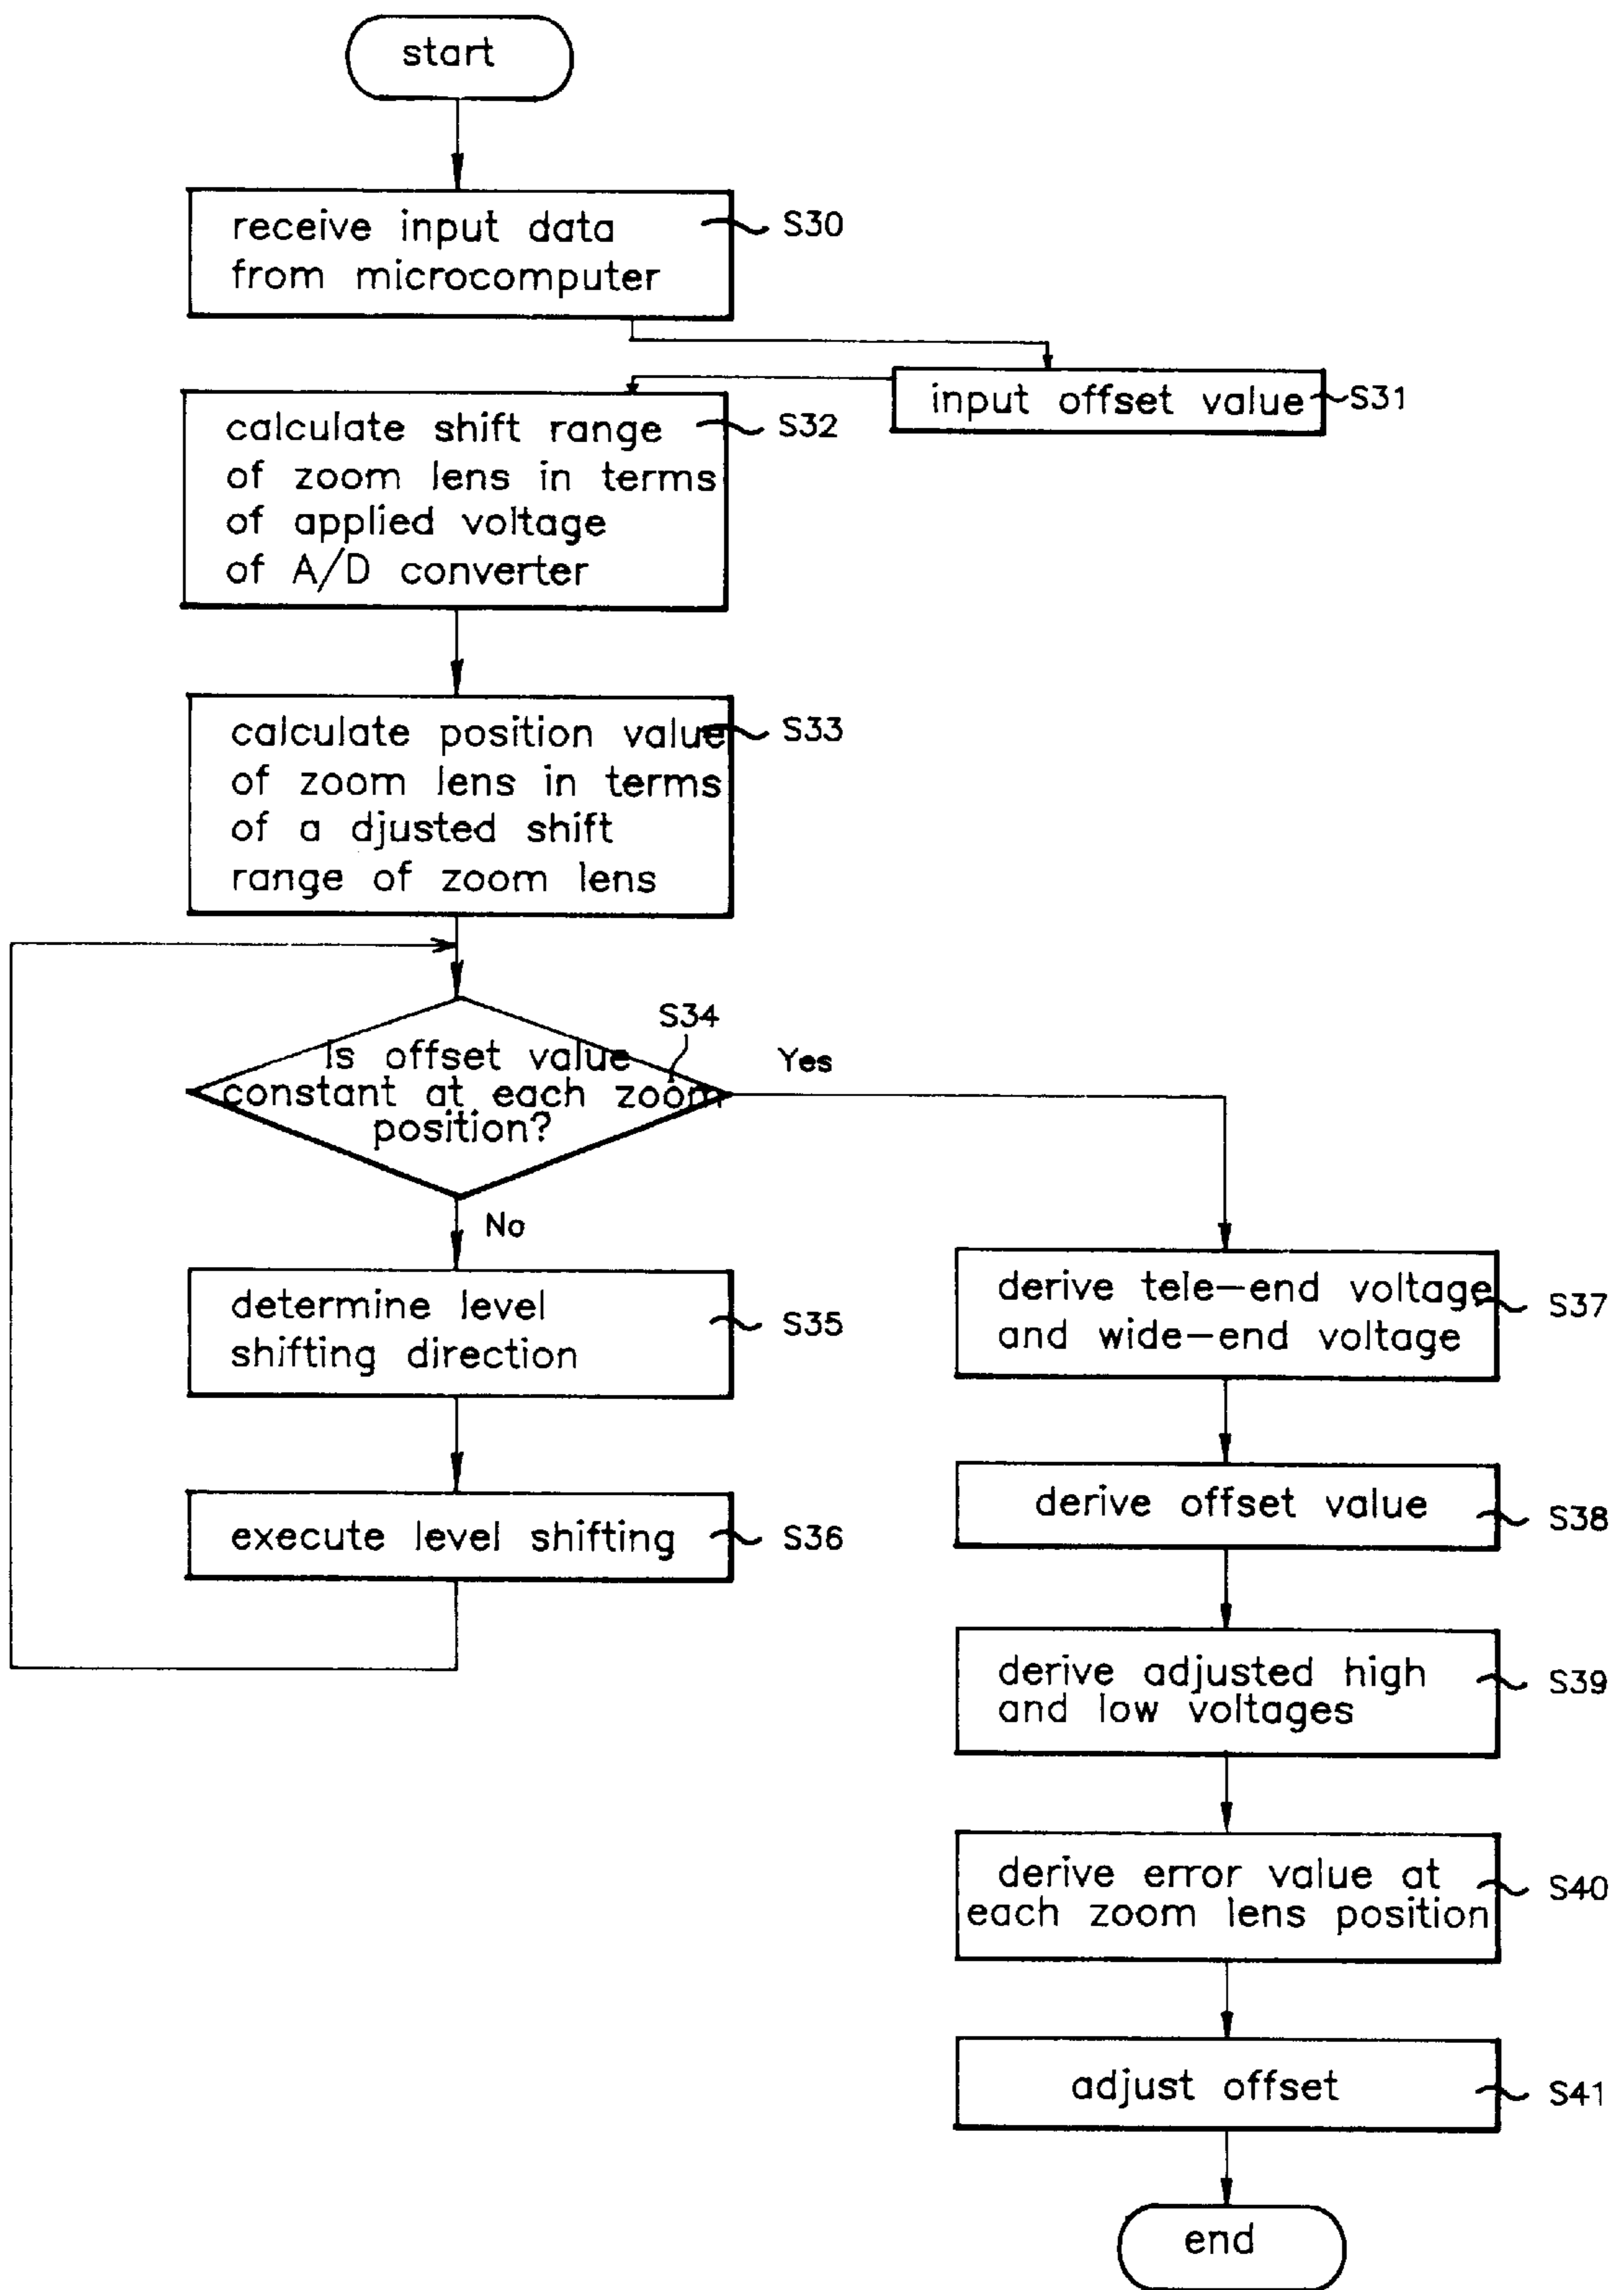 start
receive input data
from microcomputer
S30
input offset value
S31
calculate shift range
of zoom lens in terms
of applied voltage
of A/D converter
S32
calculate position value
of zoom lens in terms
of a djusted shift
range of zoom lens
S33
S34
Is offset value
constant at each zoom
position?
Yes
No
determine level
shifting direction
S35
execute level shifting
S36
derive tele-end voltage
and wide-end voltage
S37
derive offset value
S38
derive adjusted high
and low voltages
S39
derive error value at
each zoom lens position
S40
adjust offset
S41
end